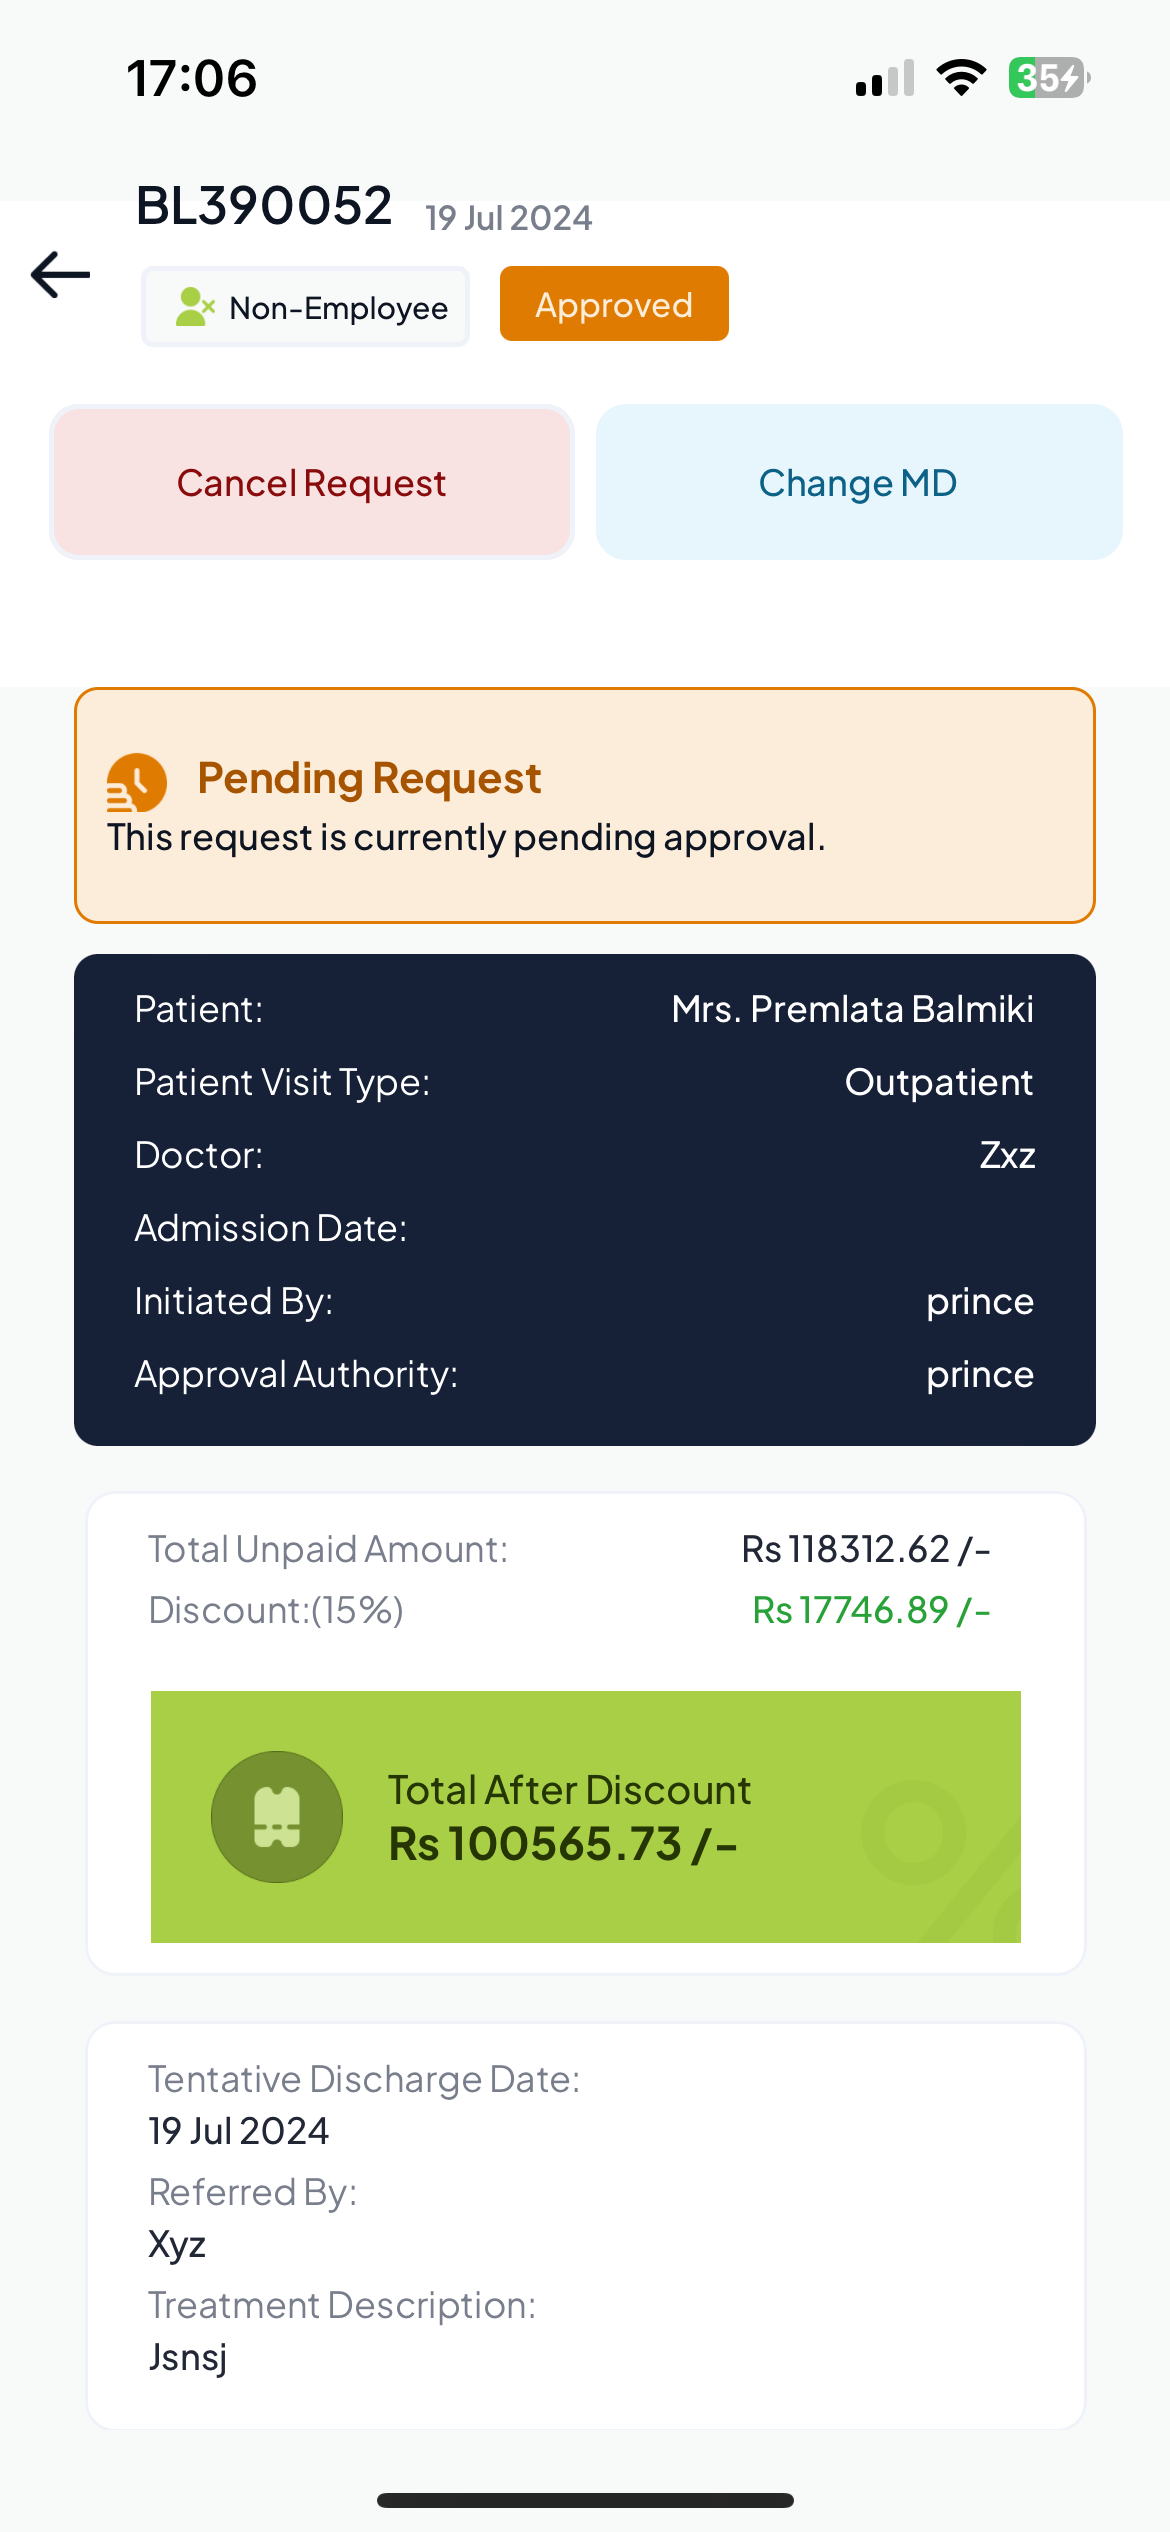 17:06
35
BL390052 19 Jul 2024
Non-Employee Approved
Cancel Request Change MD
Pending Request
This request is currently pending approval.
Patient: Mrs. Premlata Balmiki
Patient Visit Type: Outpatient
Doctor: Zxz
Admission Date:
Initiated By: prince
Approval Authority: prince
Total Unpaid Amount: Rs 118312.62 /-
Discount:(15%) Rs 17746.89 /-
Total After Discount
Rs 100565.73 /-
Tentative Discharge Date:
19 Jul 2024
Referred By:
Xyz
Treatment Description:
Jsnsj